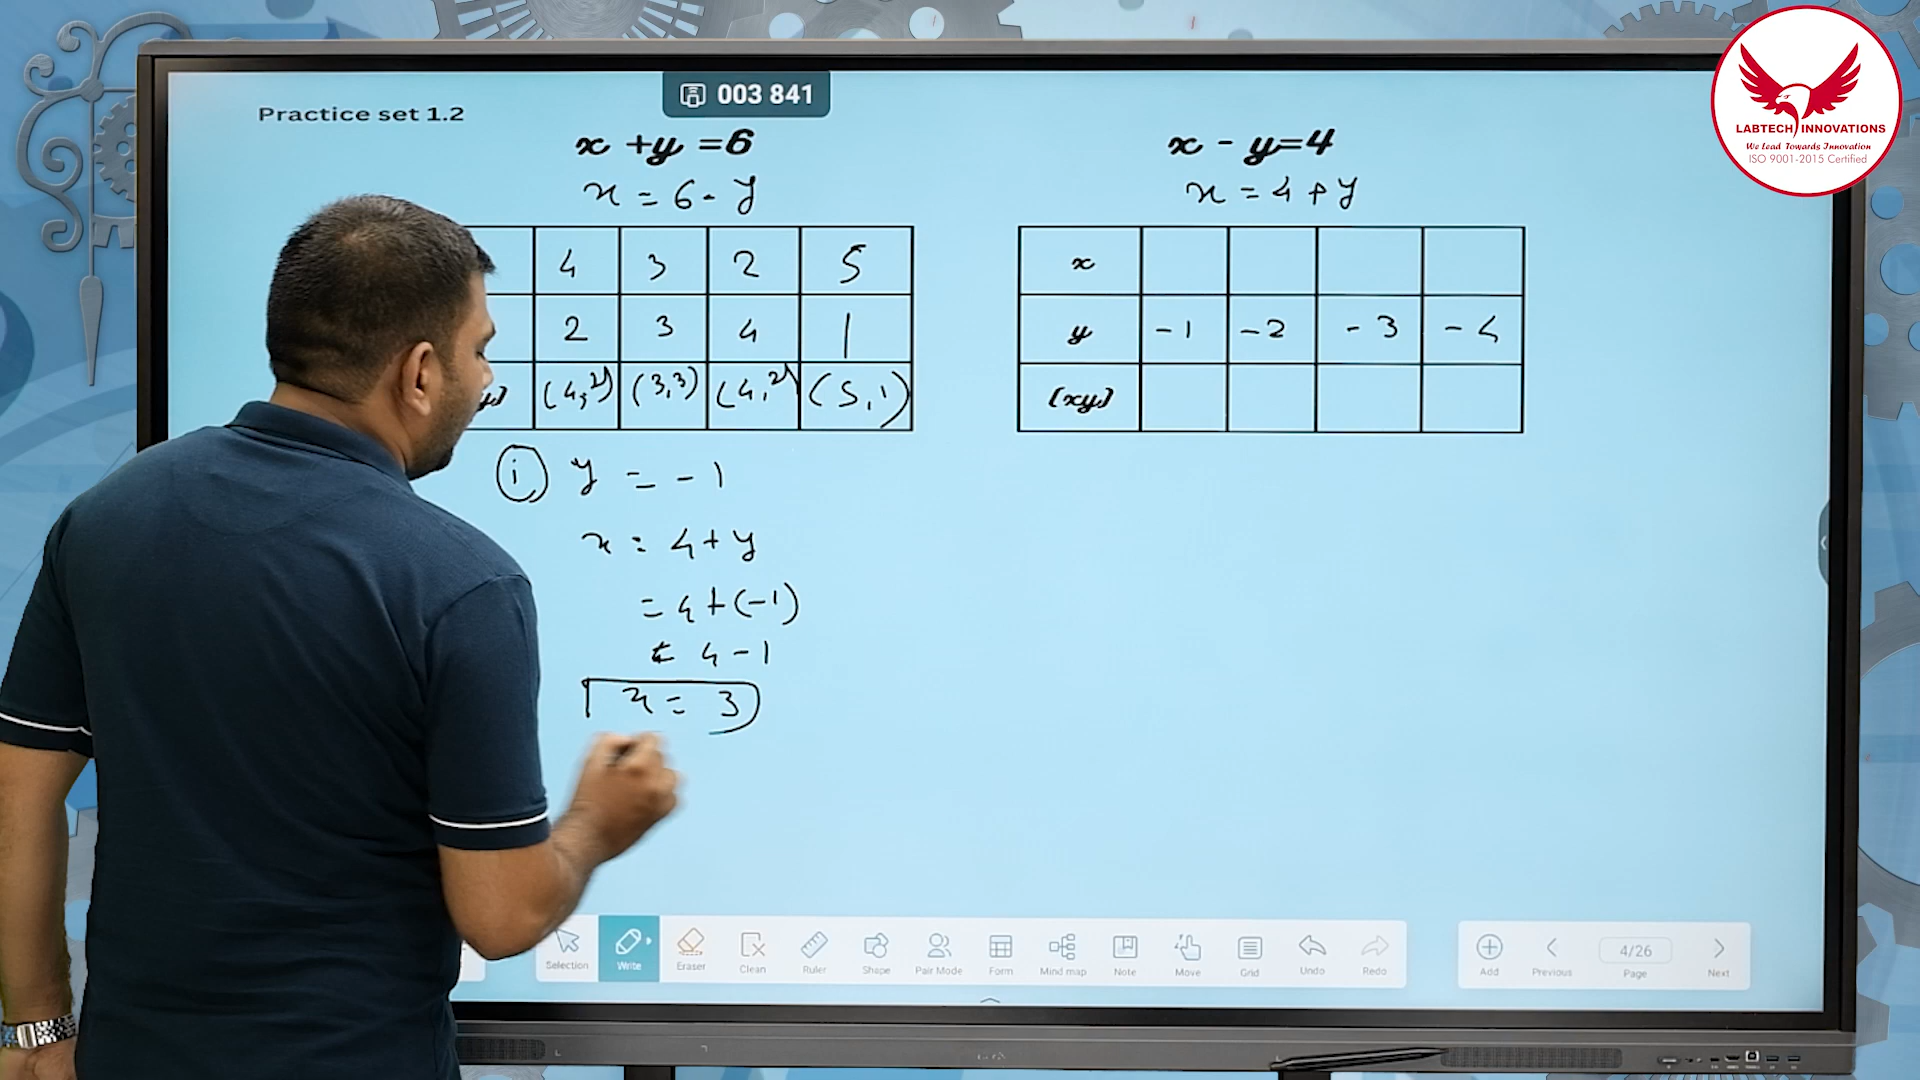 003 841
Practice set 1.2
x + y = 6
x = 6 - y
4 3 2 5
2 3 4 1
y) (4,2) (3,3) (4,2) (5,1)
x - y = 4
x = 4 + y
x
y -1 -2 -3 -4
(xy)
i y = -1
x = 4 + y
= 4 + (-1)
= 4 - 1
x = 3
LABTECH INNOVATIONS
We Lead Towards Innovation
ISO 9001-2015 Certified
Selection Write Eraser Clean Ruler Shape Pair Mode Form Mind map Note Move Grid Undo Redo
4/26
Add Previous Page Next